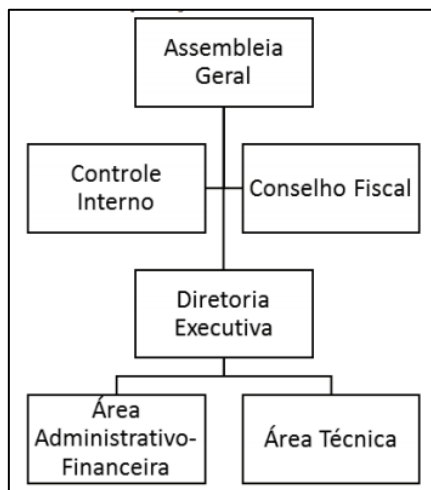 Assembleia
Geral
Controle
Interno
Conselho Fiscal
Diretoria
Executiva
Área
Administrativo-
Financeira
Área Técnica